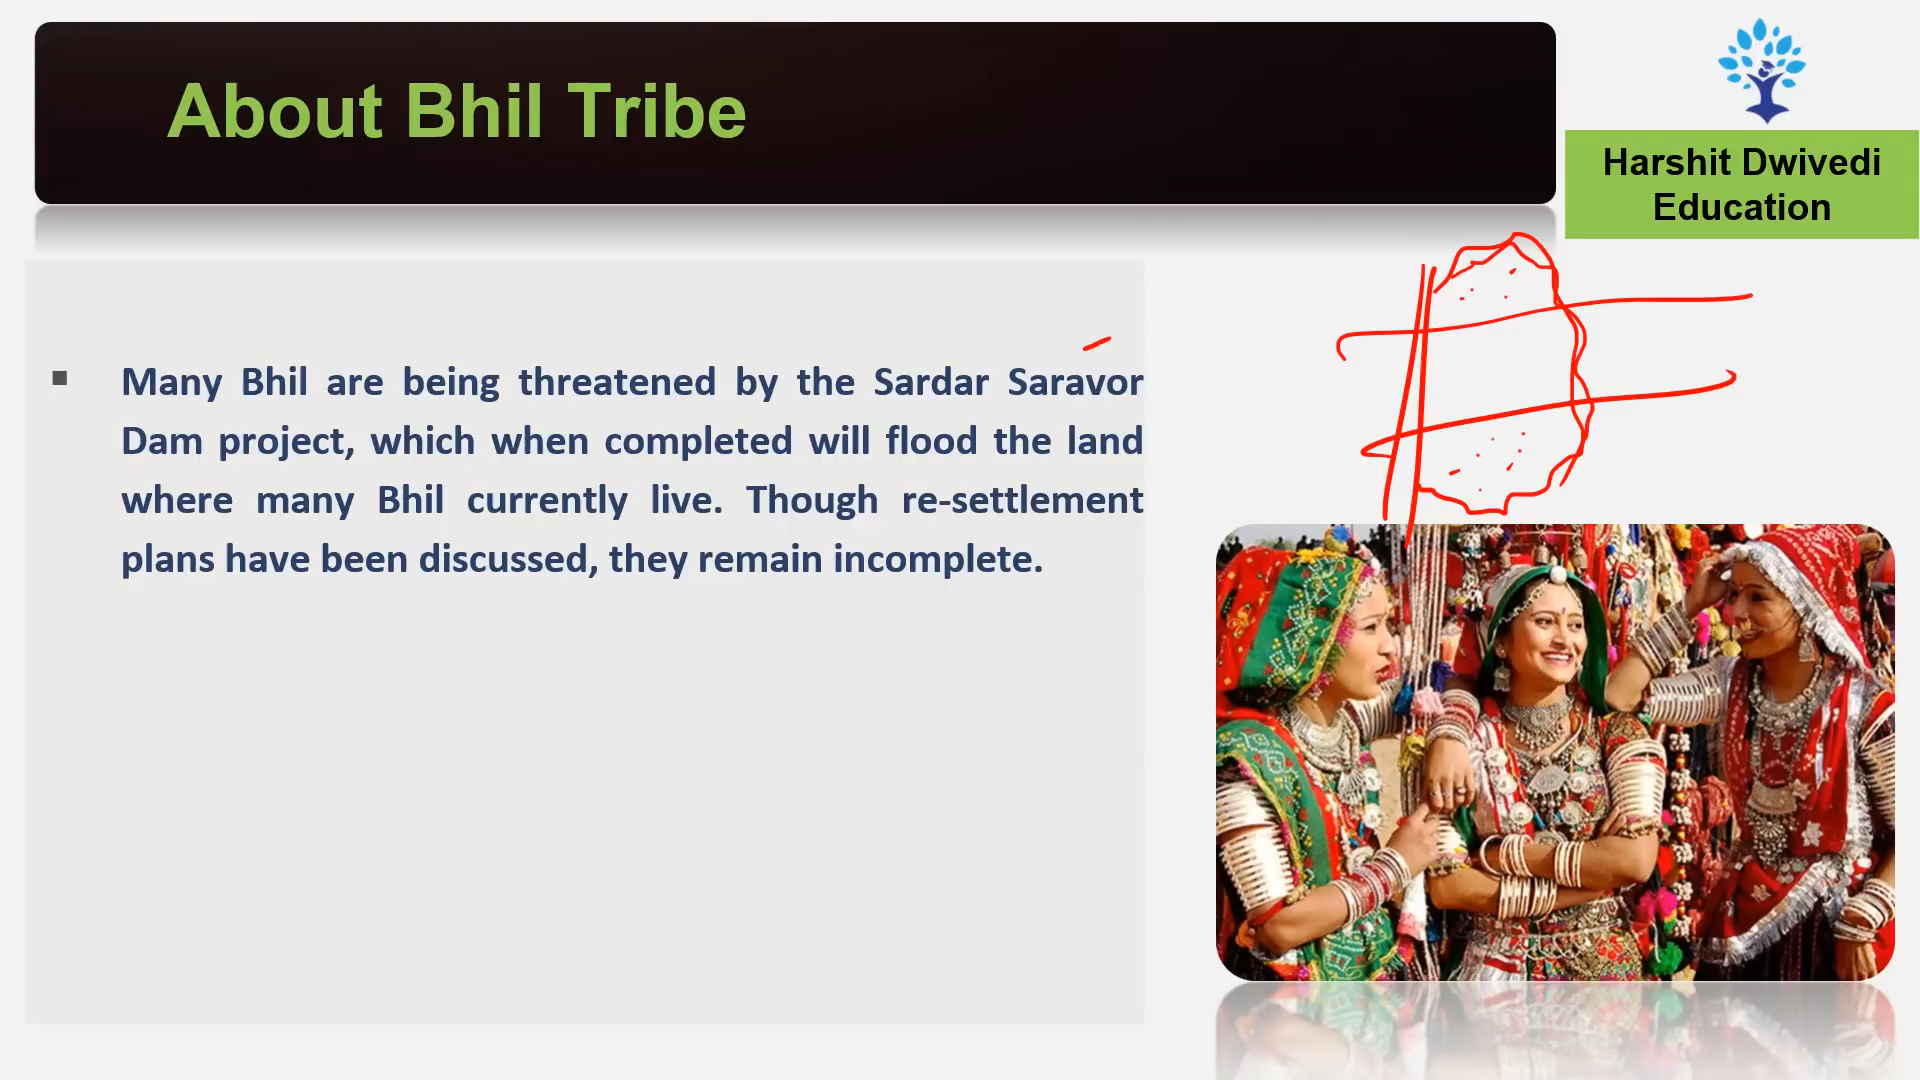 About Bhil Tribe
Harshit Dwivedi
Education
▪ Many Bhil are being threatened by the Sardar Saravor
Dam project, which when completed will flood the land
where many Bhil currently live. Though re-settlement
plans have been discussed, they remain incomplete.